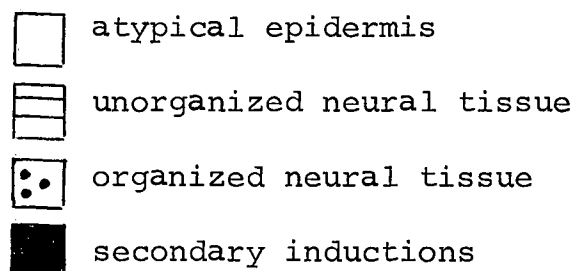 atypical epidermis
unorganized neural tissue
organized neural tissue
secondary inductions